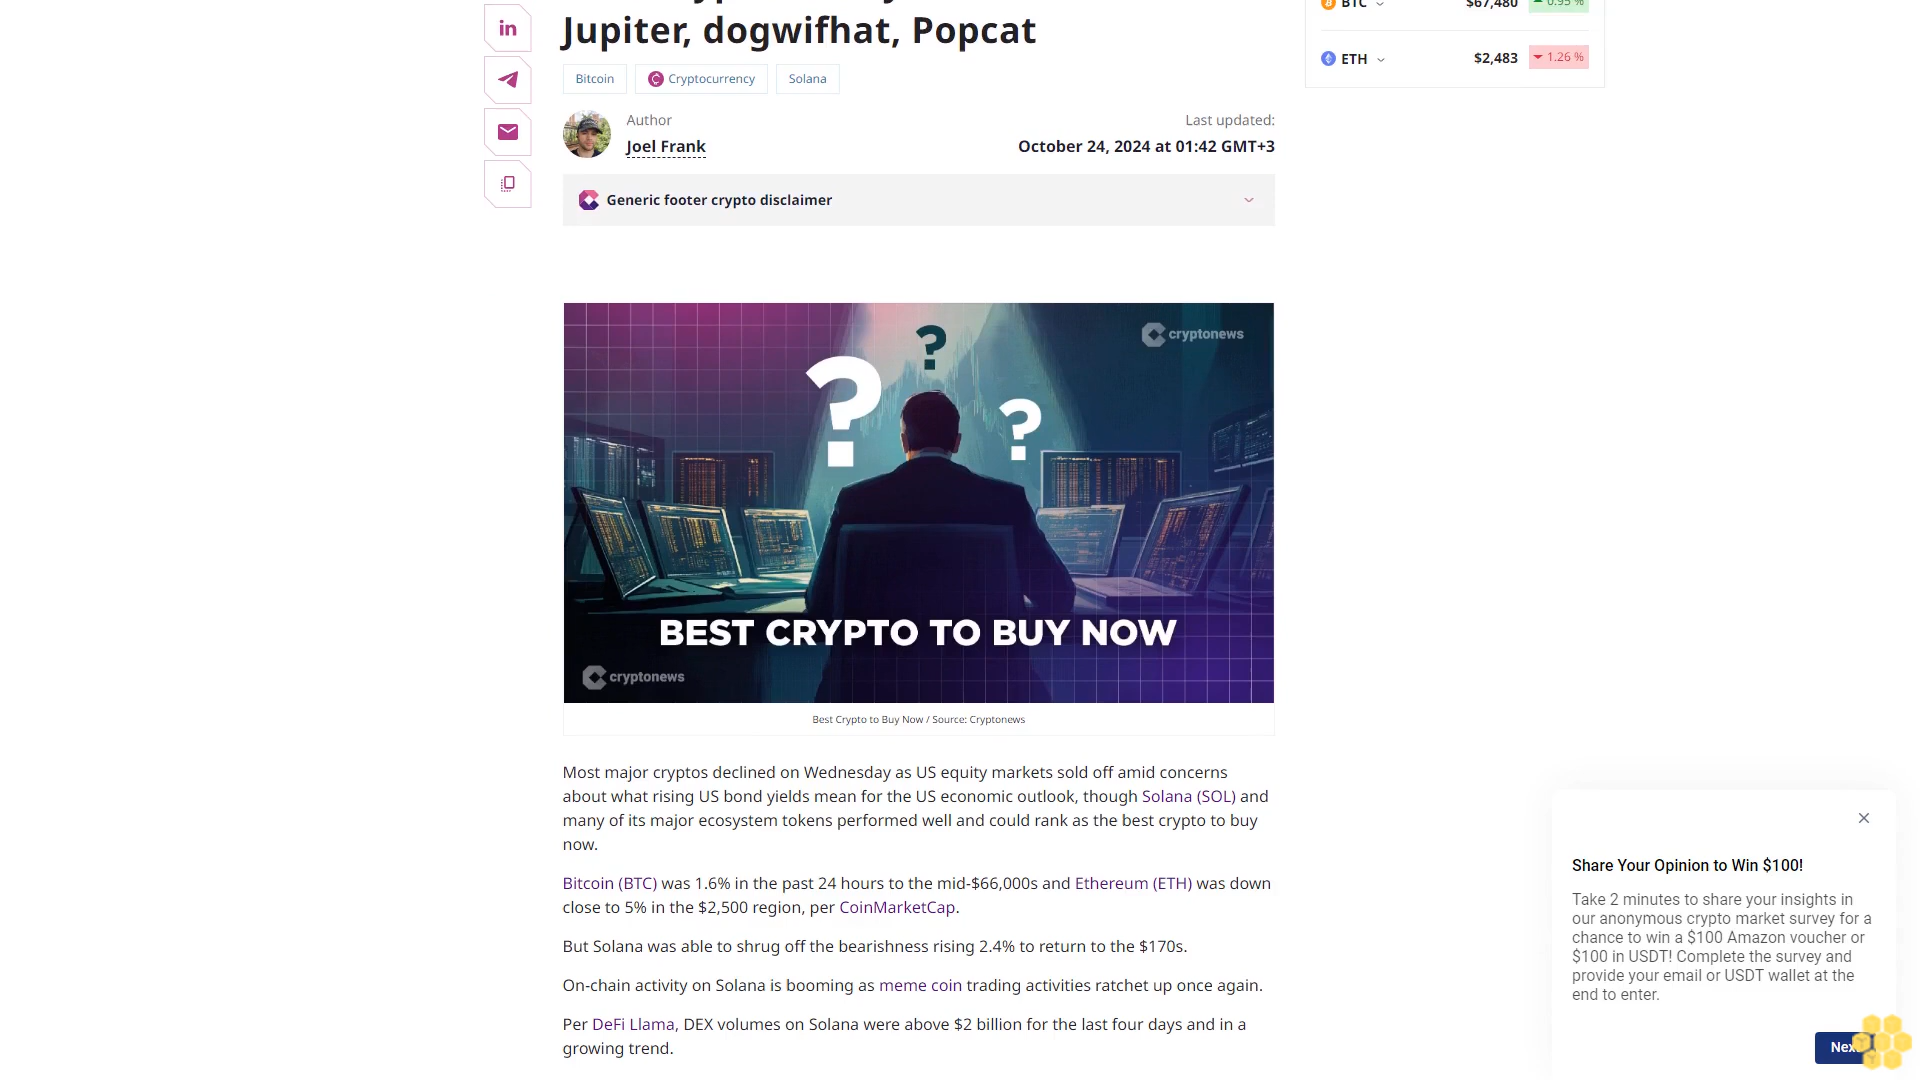 Jupiter, dogwifhat, Popcat
Bitcoin
Cryptocurrency
Solana
Author
Joel Frank
Last updated:
October 24, 2024 at 01:42 GMT+3
Generic footer crypto disclaimer
BTC $67,480 0.95 %
ETH $2,483 1.26 %
? ? ?
cryptonews
BEST CRYPTO TO BUY NOW
cryptonews
Best Crypto to Buy Now / Source: Cryptonews
Most major cryptos declined on Wednesday as US equity markets sold off amid concerns
about what rising US bond yields mean for the US economic outlook, though Solana (SOL) and
many of its major ecosystem tokens performed well and could rank as the best crypto to buy
now.
Bitcoin (BTC) was 1.6% in the past 24 hours to the mid-$66,000s and Ethereum (ETH) was down
close to 5% in the $2,500 region, per CoinMarketCap.
But Solana was able to shrug off the bearishness rising 2.4% to return to the $170s.
On-chain activity on Solana is booming as meme coin trading activities ratchet up once again.
Per DeFi Llama, DEX volumes on Solana were above $2 billion for the last four days and in a
growing trend.
Share Your Opinion to Win $100!
Take 2 minutes to share your insights in
our anonymous crypto market survey for a
chance to win a $100 Amazon voucher or
$100 in USDT! Complete the survey and
provide your email or USDT wallet at the
end to enter.